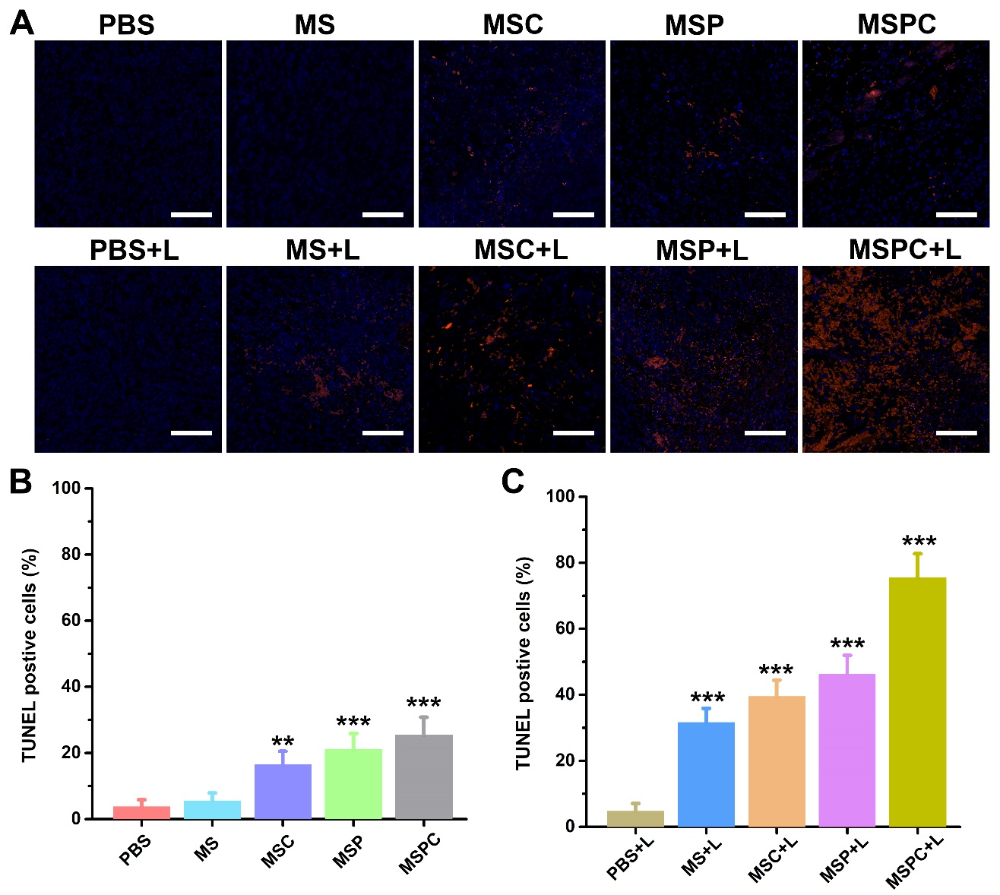 A
PBS MS MSC MSP MSPC
PBS+L MS+L MSC+L MSP+L MSPC+L
B
100
80
60
40
20
0
TUNEL postive cells (%)
** *** ***
PBS MS MSC MSP MSPC
C
100
80
60
40
20
0
TUNEL postive cells (%)
*** *** *** ***
PBS+L MS+L MSC+L MSP+L MSPC+L